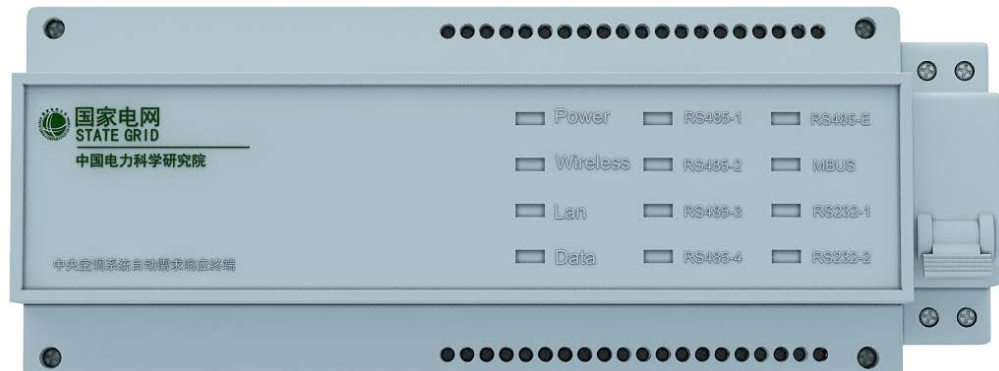 国家电网
STATE GRID
中国电力科学研究院
中央空调系统自动需求响应终端
Power RS485-1 RS485-E
Wireless RS485-2 MBUS
Lan RS485-3 RS232-1
Data RS485-4 RS232-2